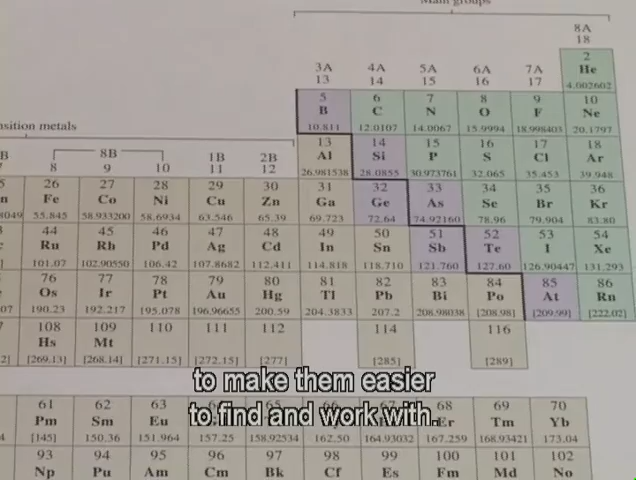 Main groups
8A
18
3A 4A 5A 6A 7A
13 14 15 16 17
2
He
4.002602
5 6 7 8 9 10
B C N O F Ne
10.811 12.0107 14.0067 15.9994 18.998403 20.1797
sition metals
13 14 15 16 17 18
Al Si P S Cl Ar
26.981538 28.0855 30.973761 32.065 35.453 39.948
B 8B 1B 2B
8 9 10 11 12
26 27 28 29 30 31 32 33 34 35 36
n Fe Co Ni Cu Zn Ga Ge As Se Br Kr
8049 55.845 58.933200 58.6934 63.546 65.39 69.723 72.64 74.92160 78.96 79.904 83.80
44 45 46 47 48 49 50 51 52 53 54
Ru Rh Pd Ag Cd In Sn Sb Te I Xe
101.07 102.90550 106.42 107.8682 112.411 114.818 118.710 121.760 127.60 126.90447 131.293
76 77 78 79 80 81 82 83 84 85 86
Os Ir Pt Au Hg Tl Pb Bi Po At Rn
07 190.23 192.217 195.078 196.96655 200.59 204.3833 207.2 208.98038 [208.98] [209.99] [222.02]
108 109 110 111 112 114 116
Hs Mt
2] [269.13] [268.14] [271.15] [272.15] [277] [285] [289]
to make them easier
to find and work with.
61 62 63 68 69 70
Pm Sm Eu Er Tm Yb
4 [145] 150.36 151.964 157.25 158.92534 162.50 164.93032 167.259 168.93421 173.04
93 94 95 96 97 98 99 100 101 102
Np Pu Am Cm Bk Cf Es Fm Md No